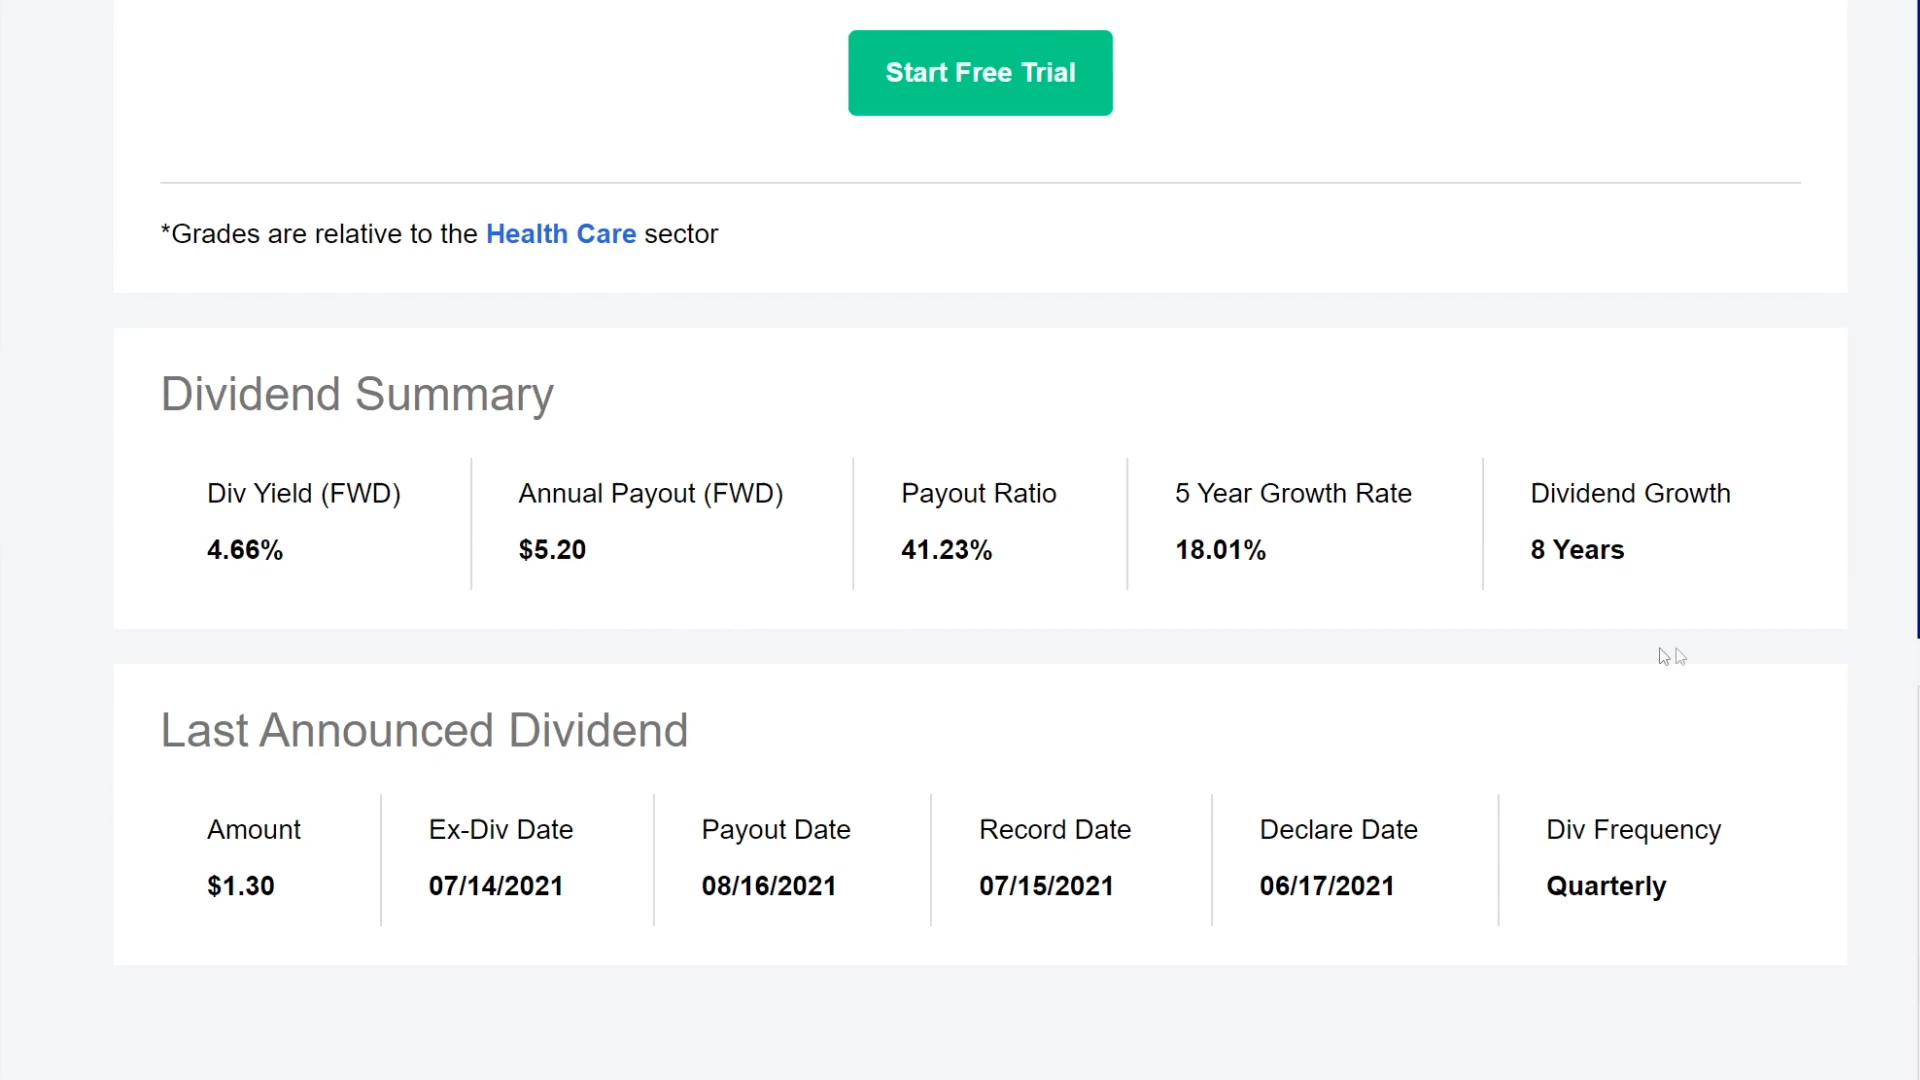 Start Free Trial
*Grades are relative to the Health Care sector
Dividend Summary
Div Yield (FWD) Annual Payout (FWD) Payout Ratio 5 Year Growth Rate Dividend Growth
4.66% $5.20 41.23% 18.01% 8 Years
Last Announced Dividend
Amount Ex-Div Date Payout Date Record Date Declare Date Div Frequency
$1.30 07/14/2021 08/16/2021 07/15/2021 06/17/2021 Quarterly